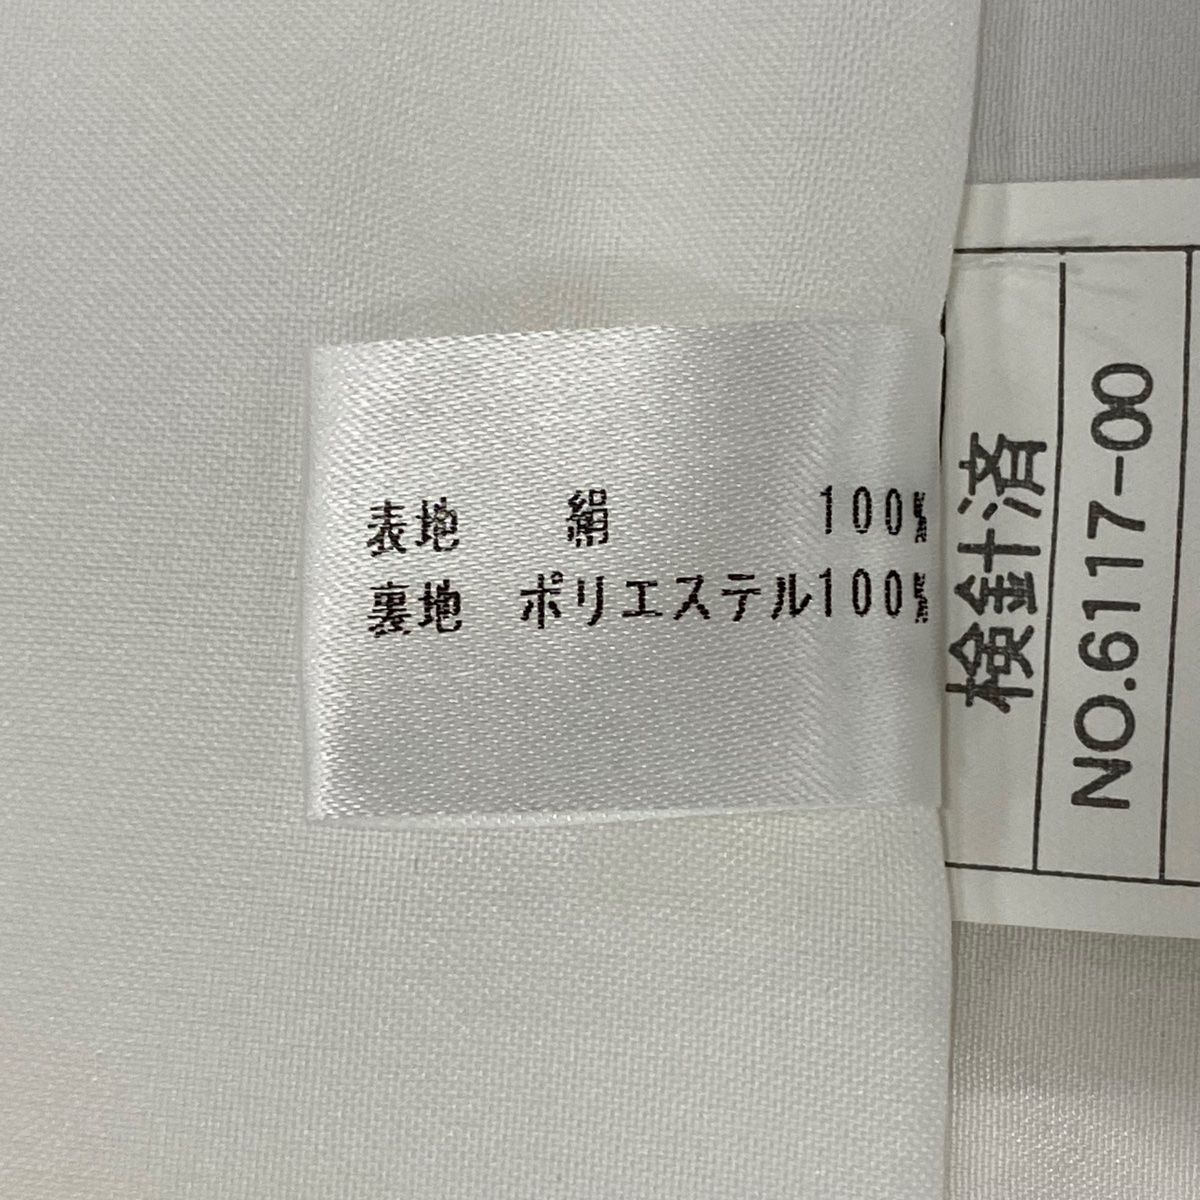 表地 絹 100%
裏地 ポリエステル100%
検針済
NO.6117-00